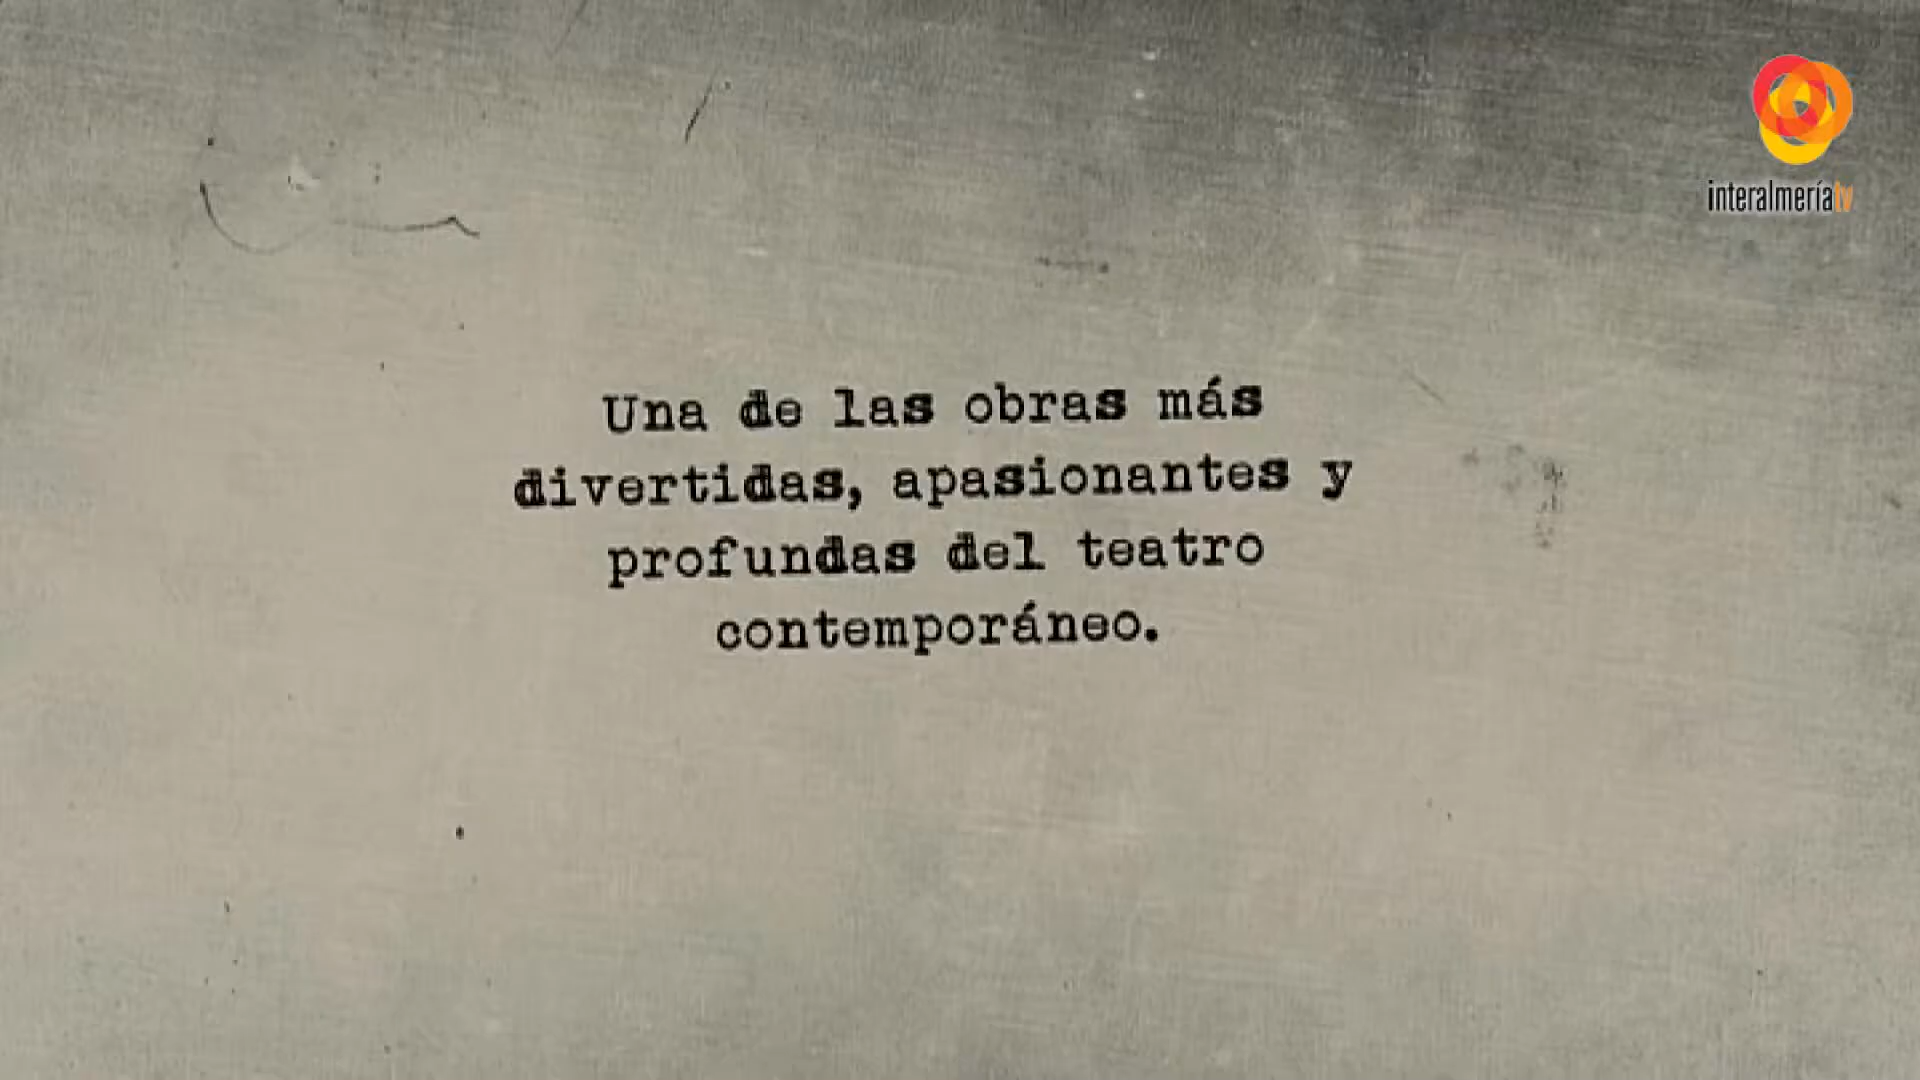 interalmeríatv
Una de las obras más
divertidas, apasionantes y
profundas del teatro
contemporáneo.